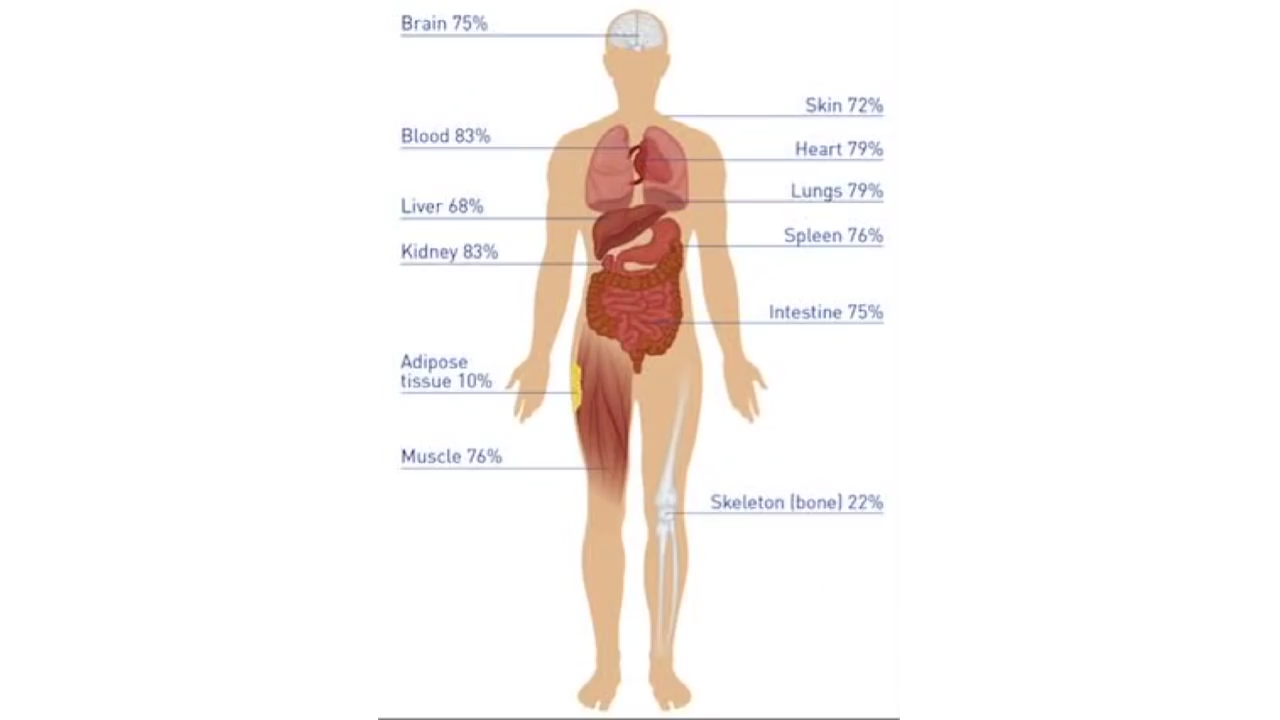 Brain 75%
Skin 72%
Blood 83%
Heart 79%
Lungs 79%
Liver 68%
Spleen 76%
Kidney 83%
Intestine 75%
Adipose
tissue 10%
Muscle 76%
Skeleton (bone) 22%